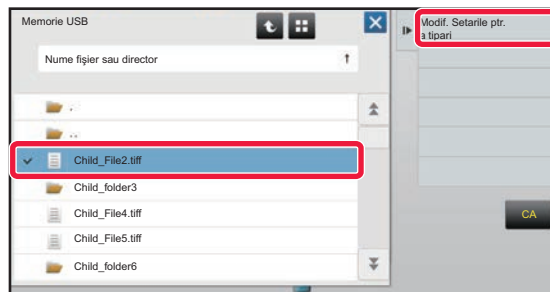 Memorie USB
Nume fişier sau director
.
..
Child_File2.tiff
Child_folder3
Child_File4.tiff
Child_File5.tiff
Child_folder6
Modif. Setarile ptr.
a tipari
CA